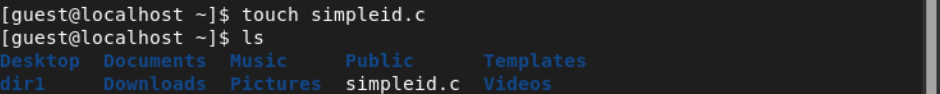 [guest@localhost ~]$ touch simpleid.c
[guest@localhost ~]$ ls
Desktop  Documents  Music     Public      Templates
dir1     Downloads  Pictures  simpleid.c  Videos